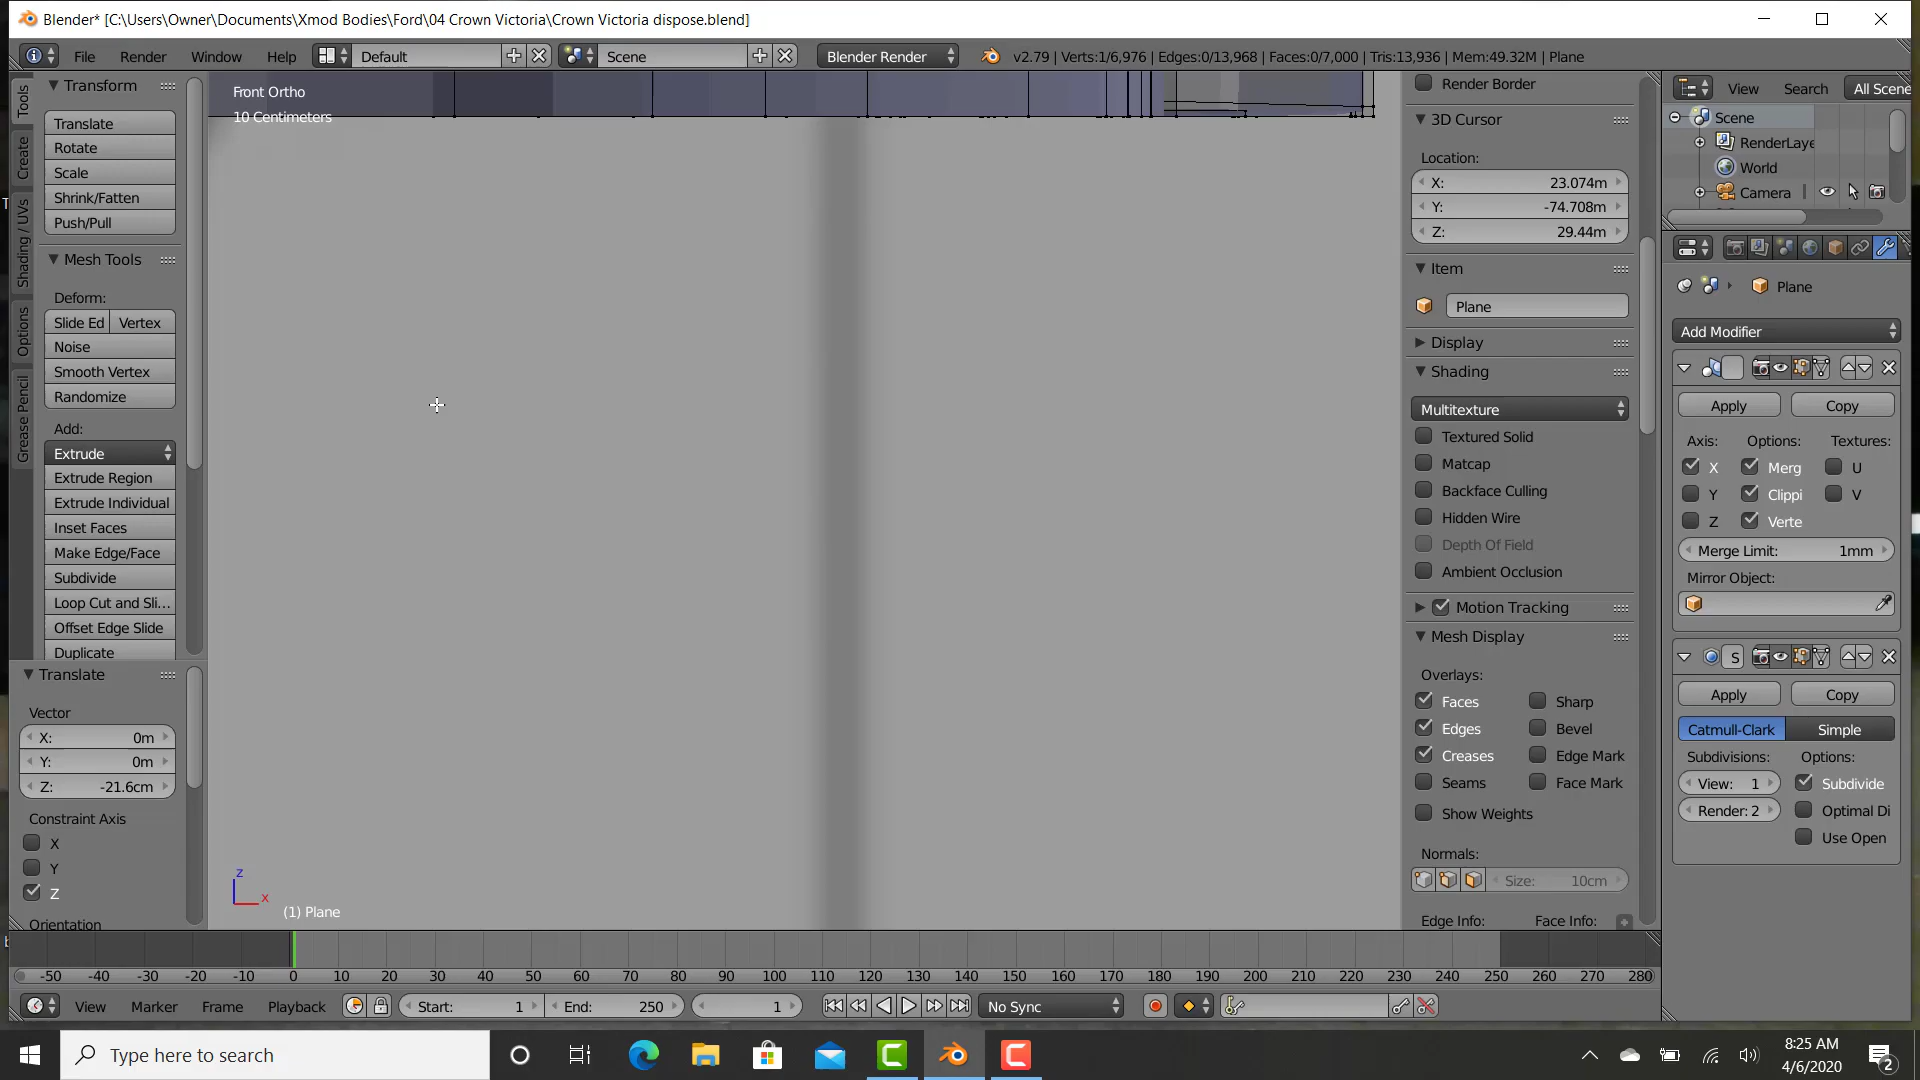 Blender* [C:\Users\Owner\Documents\Xmod Bodies\Ford\04 Crown Victoria\Crown Victoria dispose.blend]
File Render Window Help Default Scene Blender Render v2.79 | Verts:1/6,976 | Edges:0/13,968 | Faces:0/7,000 | Tris:13,936 | Mem:49.32M | Plane
Tools
Create
Shading / UVs
Options
Grease Pencil
Transform
Translate
Rotate
Scale
Shrink/Fatten
Push/Pull
Mesh Tools
Deform:
Slide Ed Vertex
Noise
Smooth Vertex
Randomize
Add:
Extrude
Extrude Region
Extrude Individual
Inset Faces
Make Edge/Face
Subdivide
Loop Cut and Sli...
Offset Edge Slide
Duplicate
Translate
Vector
X: 0m
Y: 0m
Z: -21.6cm
Constraint Axis
X
Y
Z
Orientation
Front Ortho
10 Centimeters
z
x
(1) Plane
Render Border
3D Cursor
Location:
X: 23.074m
Y: -74.708m
Z: 29.44m
Item
Plane
Display
Shading
Multitexture
Textured Solid
Matcap
Backface Culling
Hidden Wire
Depth Of Field
Ambient Occlusion
Motion Tracking
Mesh Display
Overlays:
Faces Sharp
Edges Bevel
Creases Edge Mark
Seams Face Mark
Show Weights
Normals:
Size: 10cm
Edge Info: Face Info:
View Search All Scene
Scene
RenderLaye
World
Camera
Plane
Add Modifier
Apply Copy
Axis: Options: Textures:
X Merg U
Y Clippi V
Z Verte
Merge Limit: 1mm
Mirror Object:
S
Apply Copy
Catmull-Clark Simple
Subdivisions: Options:
View: 1 Subdivide
Render: 2 Optimal Di
Use Open
-50 -40 -30 -20 -10 0 10 20 30 40 50 60 70 80 90 100 110 120 130 140 150 160 170 180 190 200 210 220 230 240 250 260 270 280
View Marker Frame Playback Start: 1 End: 250 1 No Sync
Type here to search
8:25 AM
4/6/2020
2